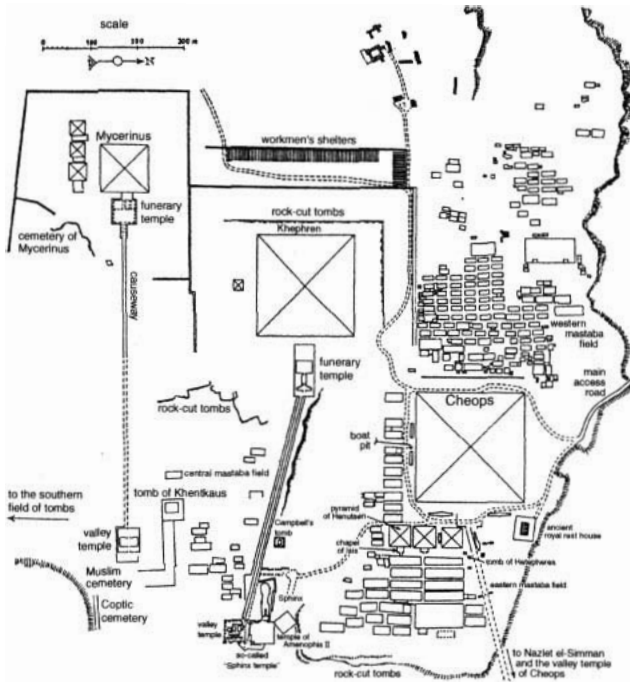 scale
0 100 200 300 m
Mycerinus
workmen's shelters
funerary
temple
rock-cut tombs
Khephren
cemetery of
Mycerinus
causeway
western
mastaba
field
funerary
temple
main
access
road
Cheops
rock-cut tombs
boat
pit
central mastaba field
to the southern
field of tombs
tomb of Khentkaus
pyramid
of Henutsen
Campbell's
tomb
chapel
of Isis
ancient
royal rest house
valley
temple
tomb of Hetepheres
Muslim
cemetery
eastern mastaba field
Sphinx
Coptic
cemetery
valley
temple
temple of
Amenophis II
so-called
"Sphinx temple"
rock-cut tombs
to Nazlet el-Simman
and the valley temple
of Cheops